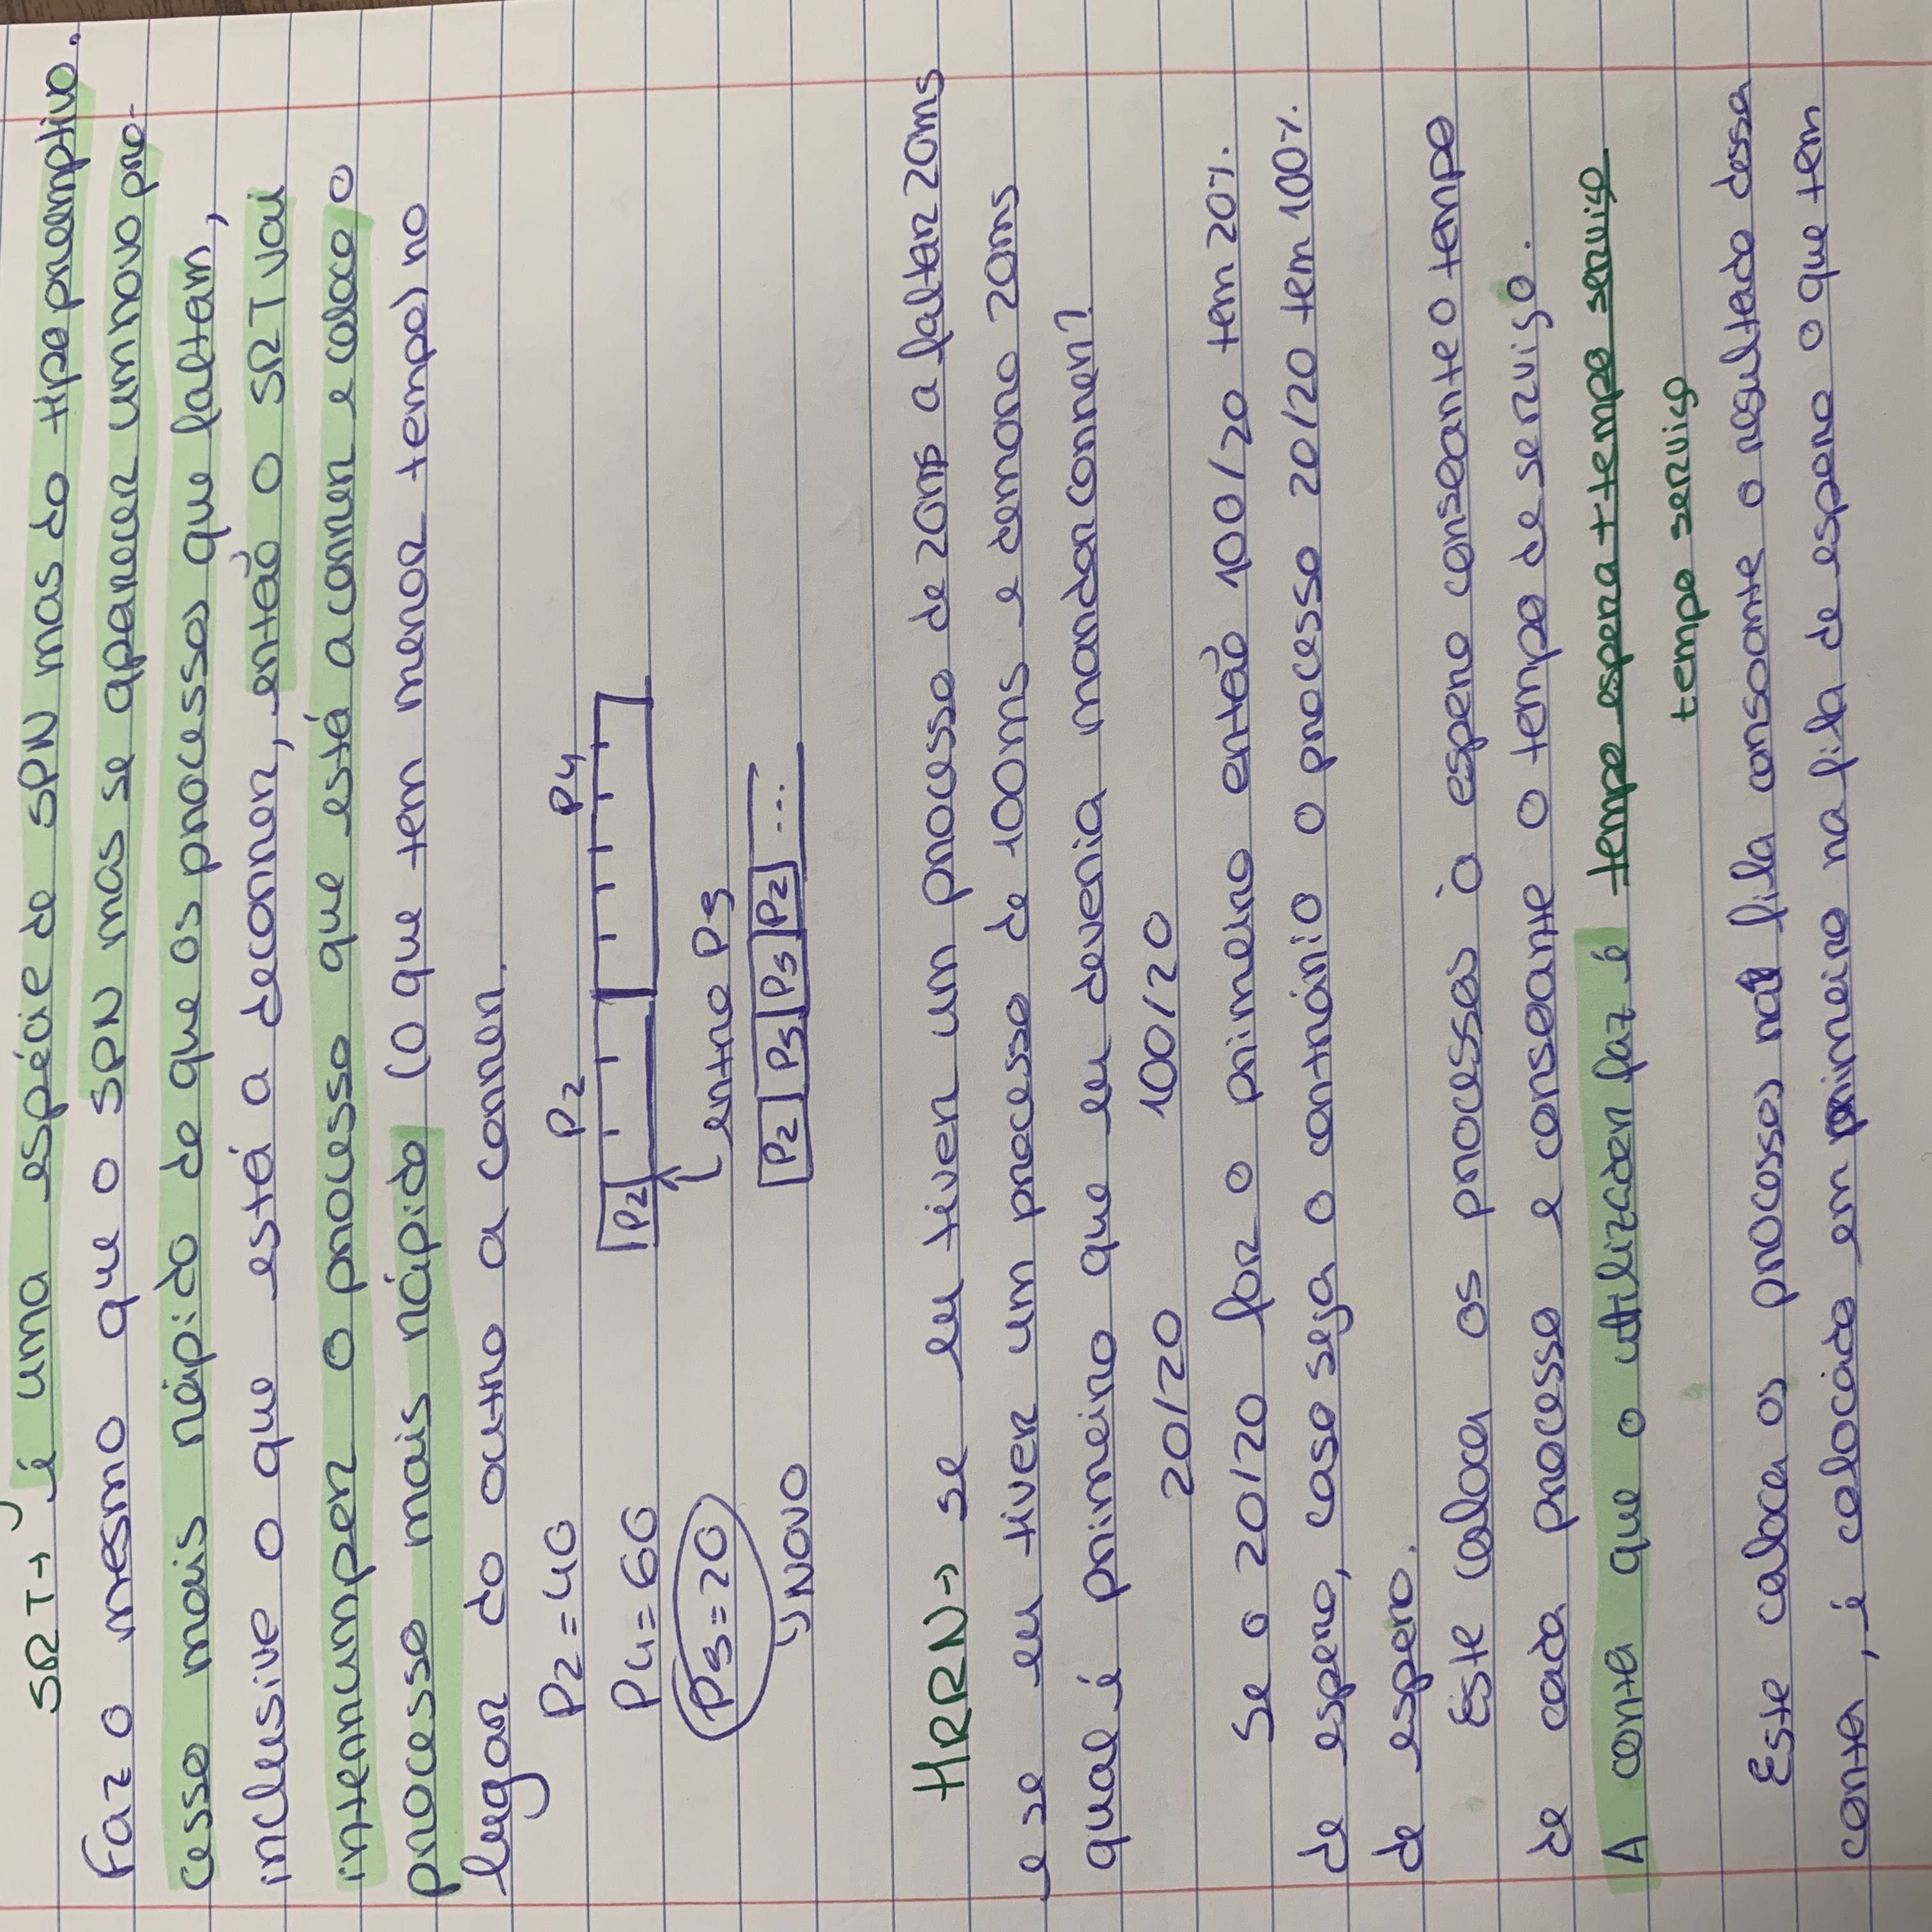 SRT→ é uma espécie de SPN mas do tipo preemptivo.
Faz o mesmo que o SPN mas se aparecer um novo pro-
cesso mais rápido do que os processos que faltam,
inclusive o que está a decorrer, então o SRT vai
interrumper o processo que está a correr e coloca o
processo mais rápido (o que tem menor tempo) no
lugar do outro a correr.
P2=40 P2 P4
P4=60 P2
P5=20 entra P5
↳NOVO P2 P5 P5 P2 ...
HRRN→ se eu tiver um processo de 20ms a faltar 20ms
e se eu tiver um processo de 100ms e demora 20ms
qual é primeiro que eu deveria mandar correr?
20/20 100/20
Se o 20/20 for o primeiro então 100/20 tem 20%
de espera, caso seja o contrário o processo 20/20 tem 100%
de espera.
Este coloca os processos à espera consoante o tempo
de cada processo e consoante o tempo de serviço.
A conta que o utilizador faz é tempo espera + tempo serviço
tempo serviço
Este coloca os processos na fila consoante o resultado dessa
conta, é colocado em primeiro na fila de espera o que tem